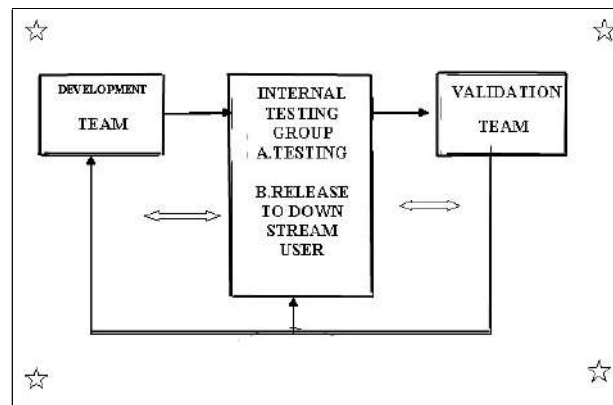 DEVELOPMENT
TEAM
INTERNAL
TESTING
GROUP
A.TESTING
B.RELEASE
TO DOWN
STREAM
USER
VALIDATION
TEAM